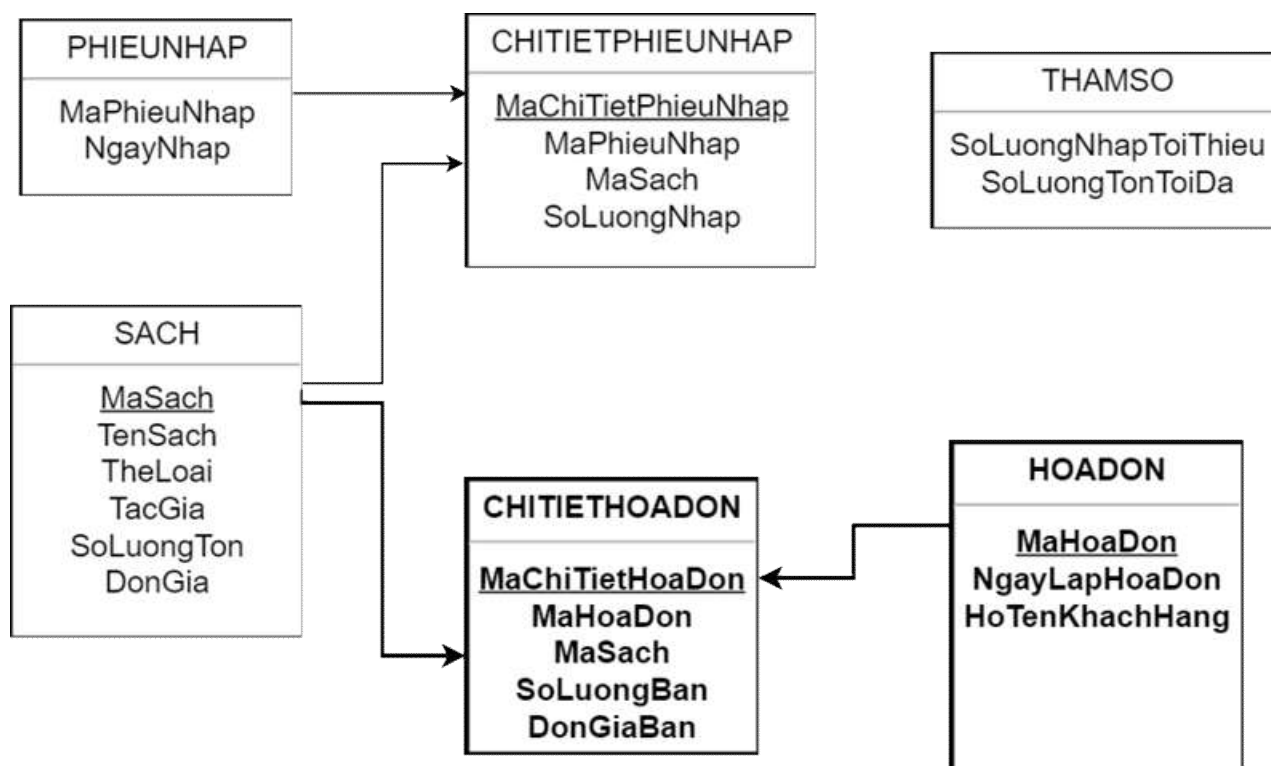 PHIEUNHAP
MaPhieuNhap
NgayNhap
CHITIETPHIEUNHAP
MaChiTietPhieuNhap
MaPhieuNhap
MaSach
SoLuongNhap
THAMSO
SoLuongNhapToiThieu
SoLuongTonToiDa
SACH
MaSach
TenSach
TheLoai
TacGia
SoLuongTon
DonGia
CHITIETHOADON
MaChiTietHoaDon
MaHoaDon
MaSach
SoLuongBan
DonGiaBan
HOADON
MaHoaDon
NgayLapHoaDon
HoTenKhachHang